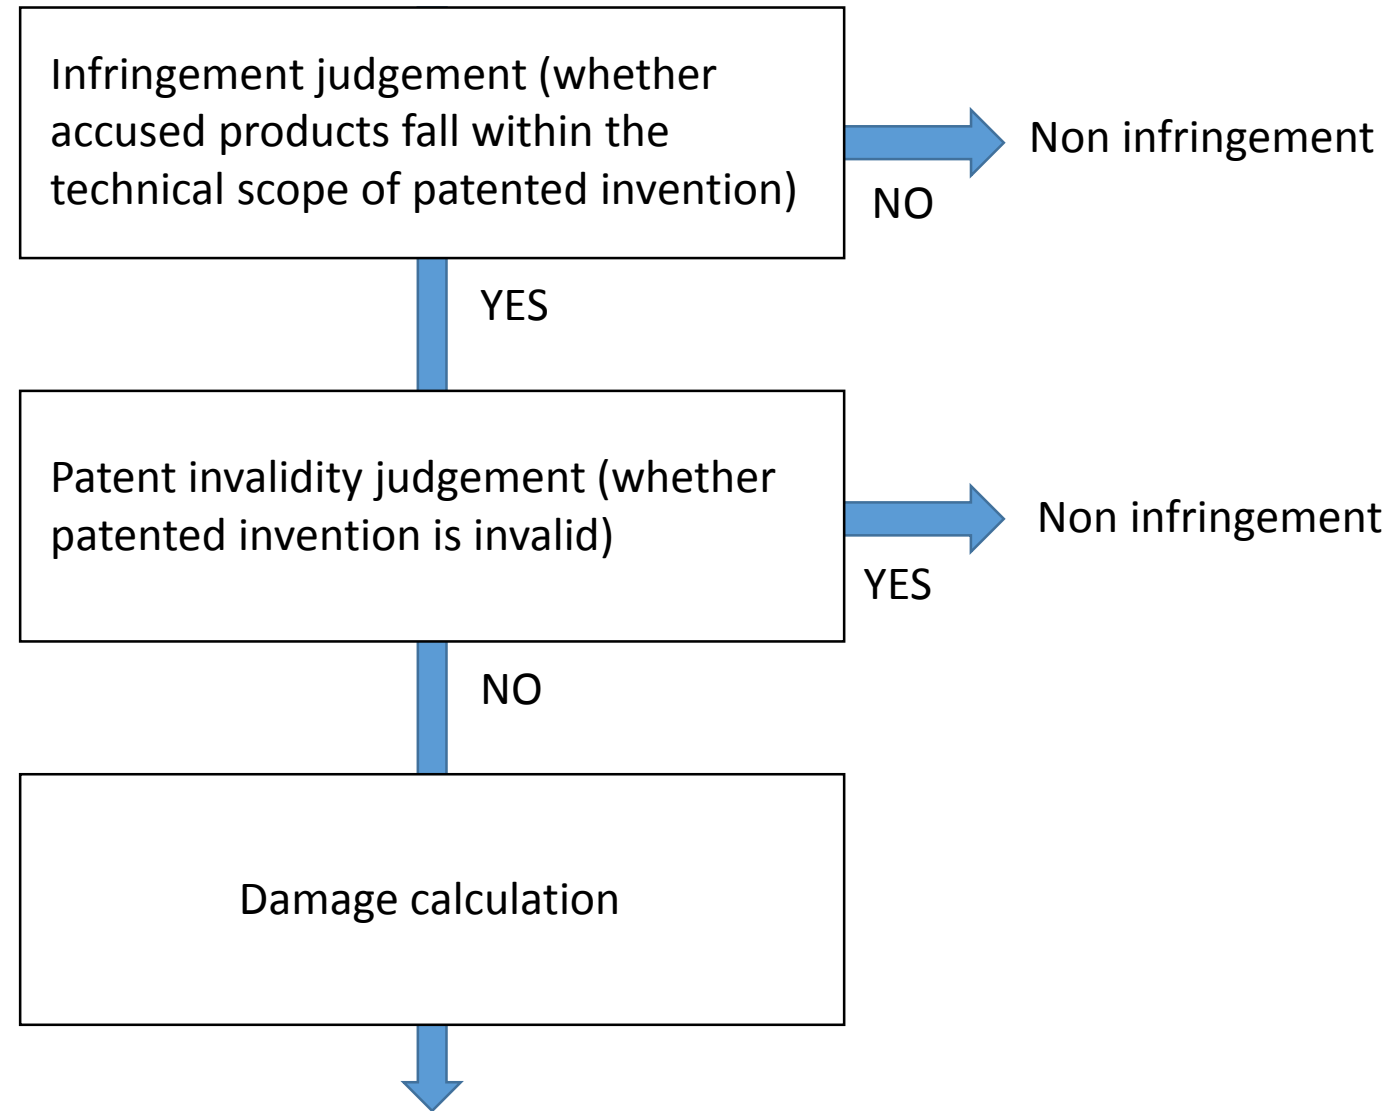 Infringement judgement (whether
accused products fall within the
technical scope of patented invention)
Non infringement
NO
YES
Patent invalidity judgement (whether
patented invention is invalid)
Non infringement
YES
NO
Damage calculation